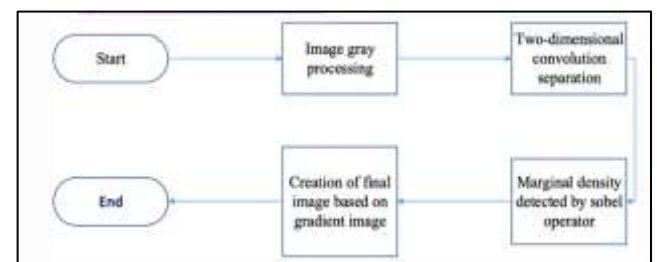 Start
Image gray
processing
Two-dimensional
convolution
separation
Marginal density
detected by sobel
operator
Creation of final
image based on
gradient image
End